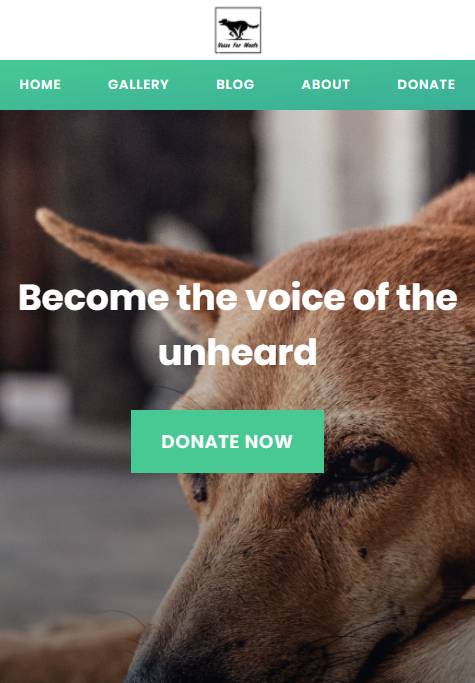 Voice For Woofs
HOME GALLERY BLOG ABOUT DONATE
Become the voice of the
unheard
DONATE NOW